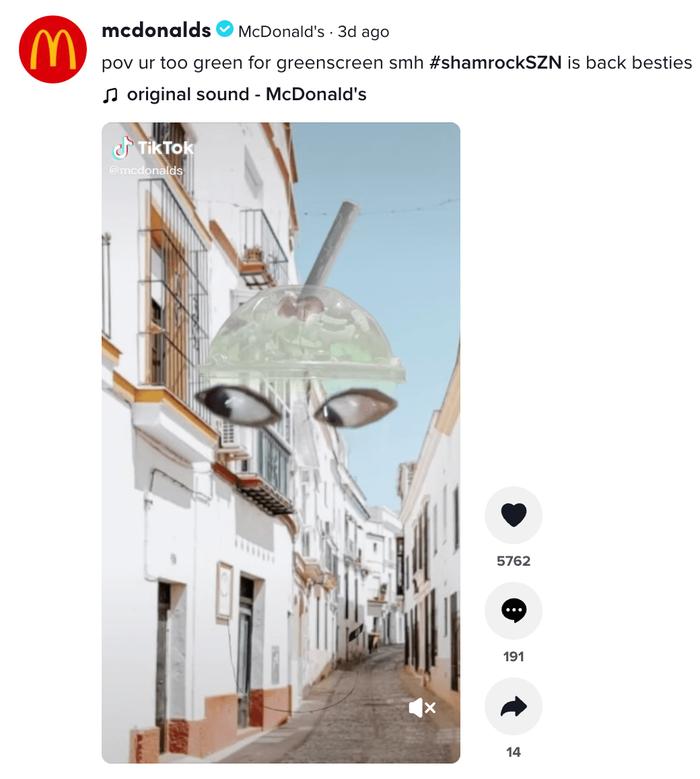 mcdonalds McDonald's · 3d ago
pov ur too green for greenscreen smh #shamrockSZN is back besties
original sound - McDonald's
TikTok
@mcdonalds
5762
191
14